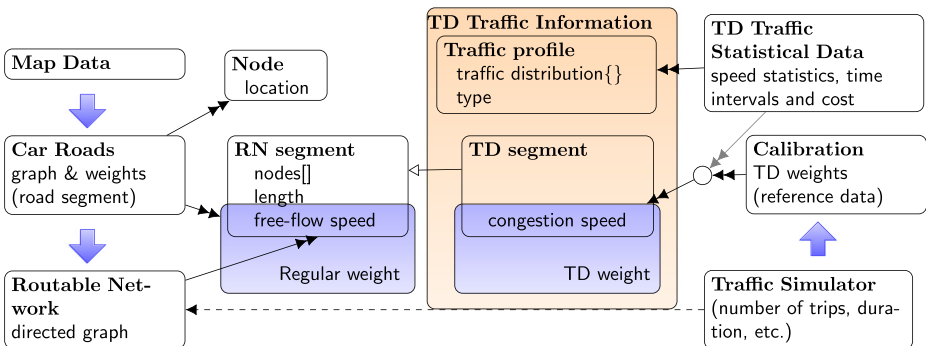 Map Data
Car Roads
graph & weights
(road segment)
Routable Net-
work
directed graph
Node
location
RN segment
nodes[]
length
free-flow speed
Regular weight
TD Traffic Information
Traffic profile
traffic distribution{}
type
TD segment
congestion speed
TD weight
TD Traffic
Statistical Data
speed statistics, time
intervals and cost
Calibration
TD weights
(reference data)
Traffic Simulator
(number of trips, dura-
tion, etc.)